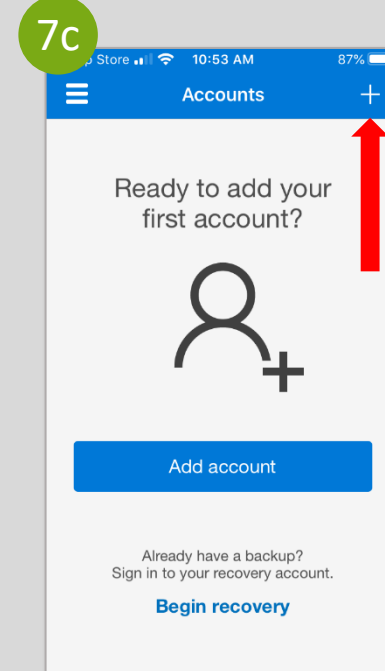 7c
p Store 10:53 AM 87%
Accounts
Ready to add your
first account?
Add account
Already have a backup?
Sign in to your recovery account.
Begin recovery